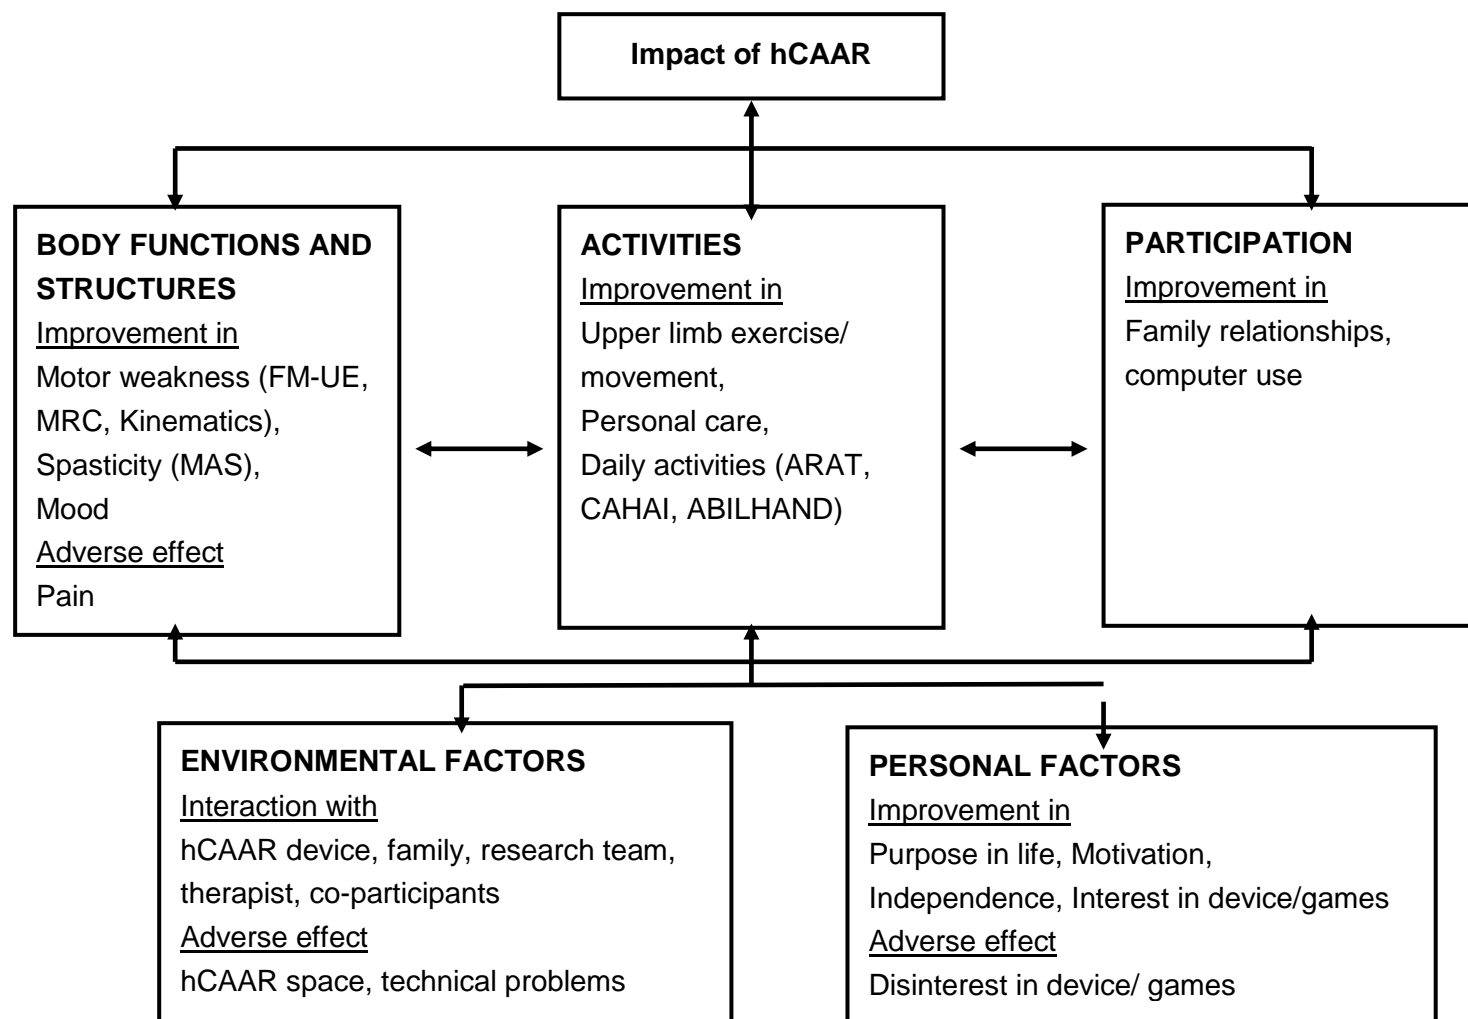 Impact of hCAAR
BODY FUNCTIONS AND
STRUCTURES
Improvement in
Motor weakness (FM-UE,
MRC, Kinematics),
Spasticity (MAS),
Mood
Adverse effect
Pain
ACTIVITIES
Improvement in
Upper limb exercise/
movement,
Personal care,
Daily activities (ARAT,
CAHAI, ABILHAND)
PARTICIPATION
Improvement in
Family relationships,
computer use
ENVIRONMENTAL FACTORS
Interaction with
hCAAR device, family, research team,
therapist, co-participants
Adverse effect
hCAAR space, technical problems
PERSONAL FACTORS
Improvement in
Purpose in life, Motivation,
Independence, Interest in device/games
Adverse effect
Disinterest in device/ games